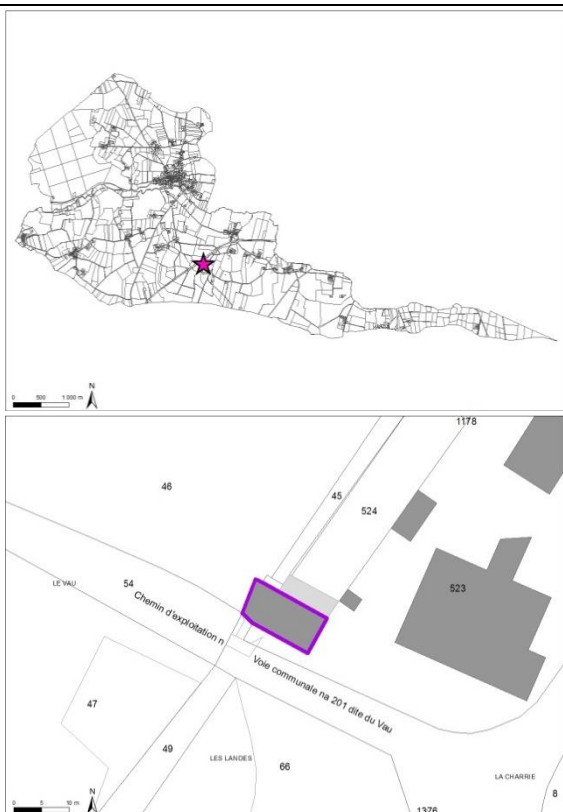 N
0 500 1 000 m
1178
46
45
524
54
LE VAU
523
Chemin d'exploitation n
Voie communale na 201 dite du Vau
47
49
LES LANDES
66
LA CHARRIE
N
8
0 5 10 m
1376